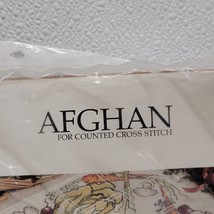 AFGHAN
FOR COUNTED CROSS STITCH